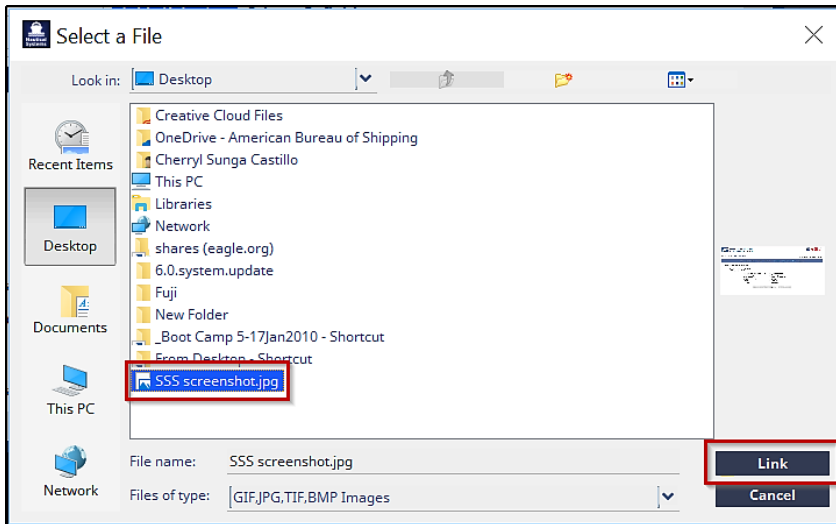 Nautical
Systems
Select a File
Look in:
Desktop
Recent Items
Desktop
Documents
This PC
Network
Creative Cloud Files
OneDrive - American Bureau of Shipping
Cherryl Sunga Castillo
This PC
Libraries
Network
shares (eagle.org)
6.0.system.update
Fuji
New Folder
_Boot Camp 5-17Jan2010 - Shortcut
From Desktop - Shortcut
SSS screenshot.jpg
File name: SSS screenshot.jpg
Link
Files of type: GIF,JPG,TIF,BMP Images
Cancel